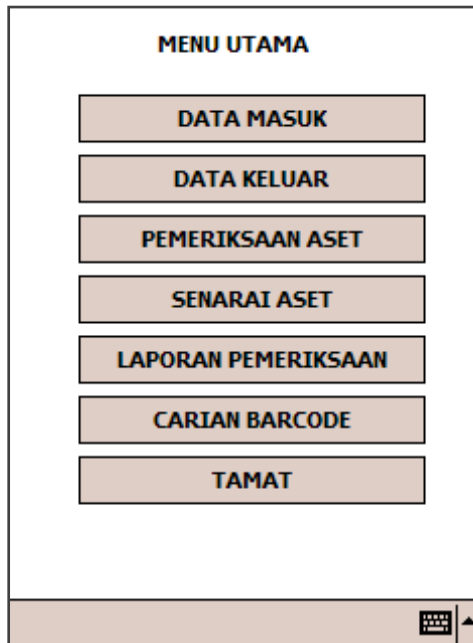 MENU UTAMA
DATA MASUK
DATA KELUAR
PEMERIKSAAN ASET
SENARAI ASET
LAPORAN PEMERIKSAAN
CARIAN BARCODE
TAMAT